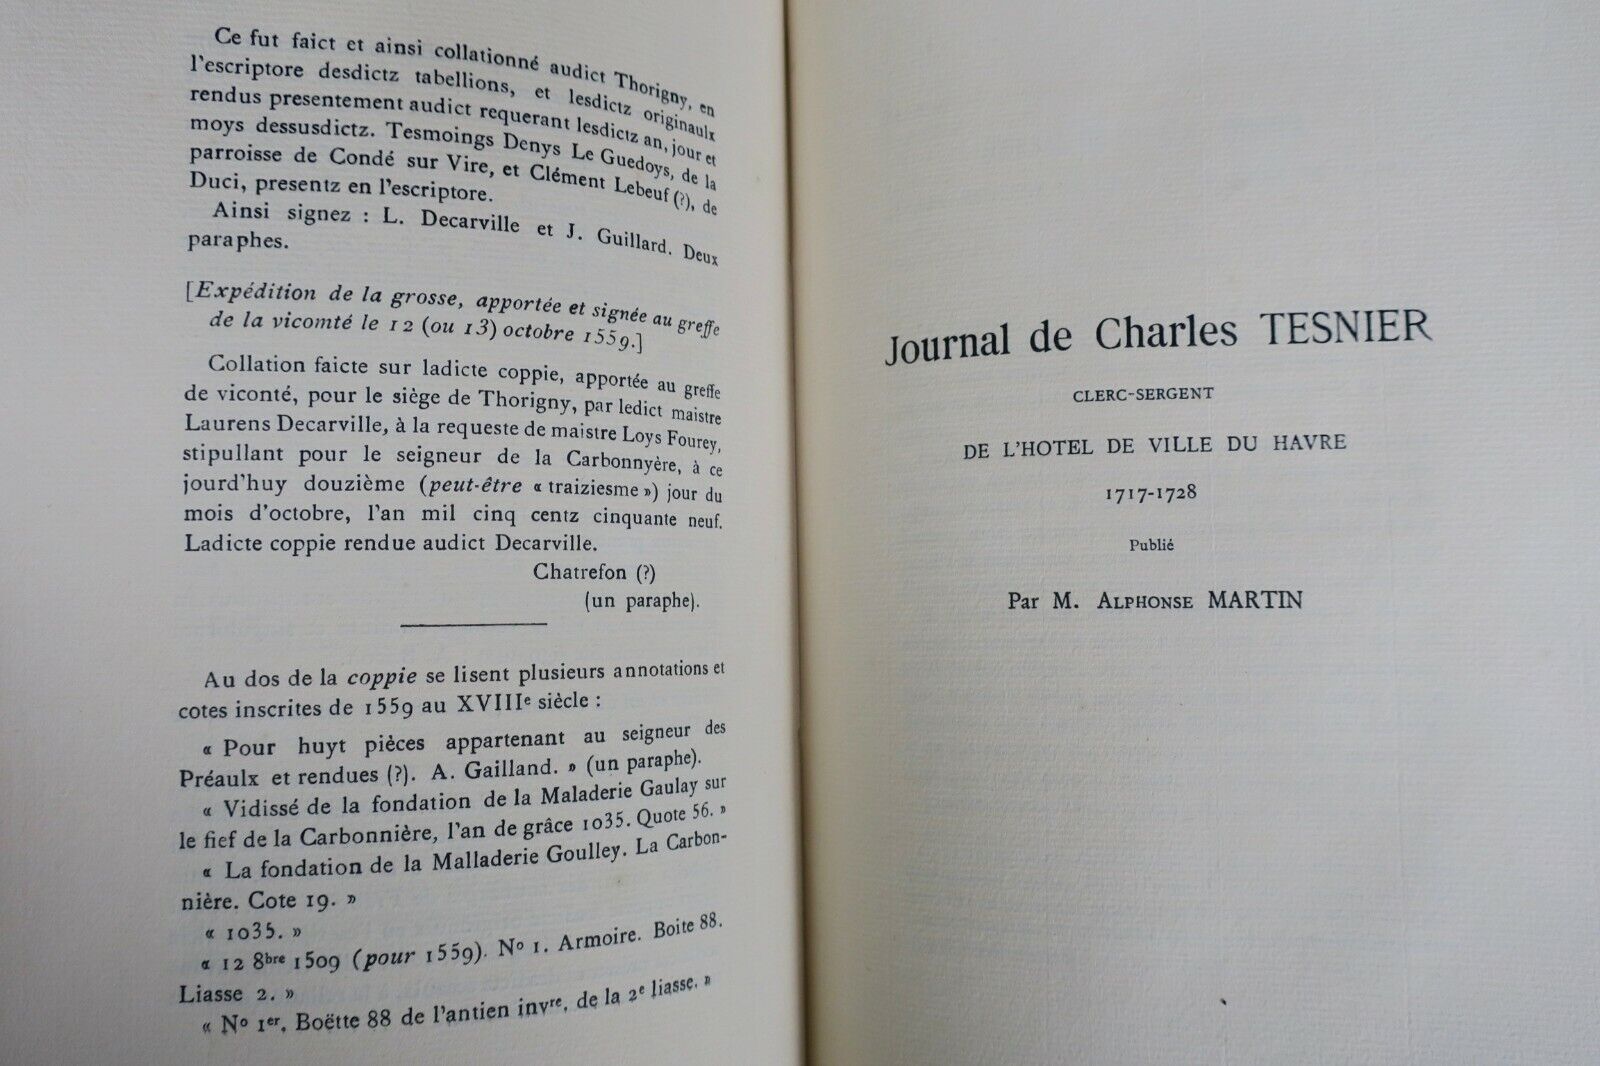 Ce fut faict et ainsi collationné audict Thorigny, en
l'escriptore desdictz tabellions, et lesdictz originaulx
rendus presentement audict requerant lesdictz an, jour et
moys dessusdictz. Tesmoings Denys Le Guedoys, de la
parroisse de Condé sur Vire, et Clément Lebeuf (?), de
Duci, presentz en l'escriptore.
Ainsi signez : L. Decarville et J. Guillard. Deux
paraphes.
[Expédition de la grosse, apportée et signée au greffe
de la vicomté le 12 (ou 13) octobre 1559.]
Collation faicte sur ladicte coppie, apportée au greffe
de viconté, pour le siège de Thorigny, par ledict maistre
Laurens Decarville, à la requeste de maistre Loys Fourey,
stipullant pour le seigneur de la Carbonnyère, à ce
jourd'huy douzième (peut-être « traiziesme ») jour du
mois d'octobre, l'an mil cinq centz cinquante neuf.
Ladicte coppie rendue audict Decarville.
Chatrefon (?)
(un paraphe).
Au dos de la coppie se lisent plusieurs annotations et
cotes inscrites de 1559 au XVIIIe siècle :
« Pour huyt pièces appartenant au seigneur des
Préaulx et rendues (?). A. Gailland. » (un paraphe).
« Vidissé de la fondation de la Maladerie Gaulay sur
le fief de la Carbonnière, l'an de grâce 1035. Quote 56. »
« La fondation de la Malladerie Goulley. La Carbon-
nière. Cote 19. »
« 1035. »
« 12 8bre 1509 (pour 1559). No 1. Armoire. Boite 88.
Liasse 2. »
« No 1er. Boëtte 88 de l'antien invre, de la 2e liasse. »
Journal de Charles TESNIER
CLERC-SERGENT
DE L'HOTEL DE VILLE DU HAVRE
1717-1728
Publié
Par M. ALPHONSE MARTIN